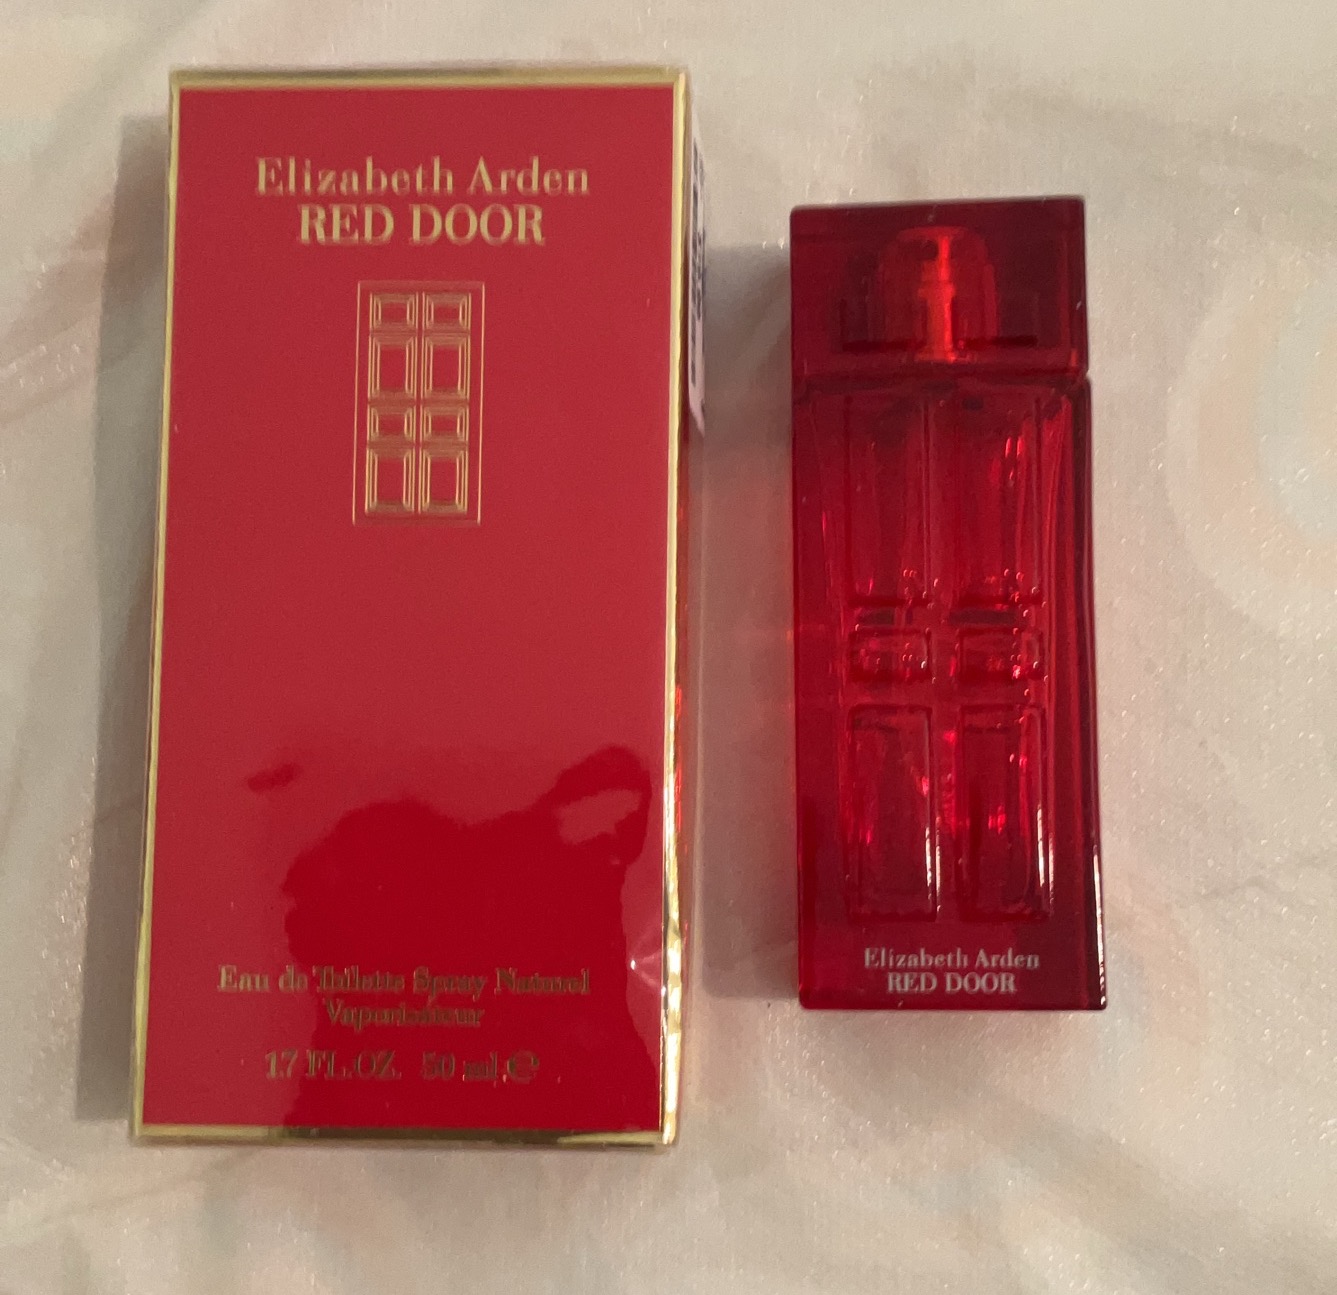 Elizabeth Arden
RED DOOR
Eau de Toilette Spray Naturel
Vaporisateur
1.7 FL.OZ. 50 ml ℮
Elizabeth Arden
RED DOOR